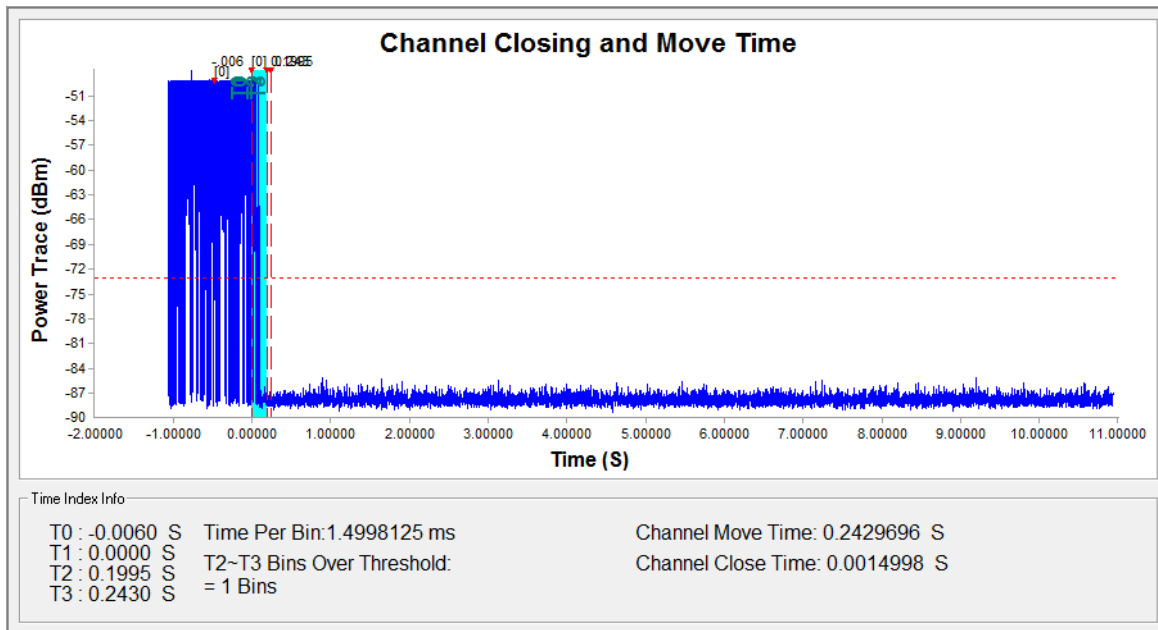 Channel Closing and Move Time
-.006 [0]
[0]
Power Trace (dBm)
-51
-54
-57
-60
-63
-66
-69
-72
-75
-78
-81
-84
-87
-90
-2.00000 -1.00000 0.00000 1.00000 2.00000 3.00000 4.00000 5.00000 6.00000 7.00000 8.00000 9.00000 10.00000 11.00000
Time (S)
Time Index Info
T0 : -0.0060 S
T1 : 0.0000 S
T2 : 0.1995 S
T3 : 0.2430 S
Time Per Bin:1.4998125 ms
T2~T3 Bins Over Threshold:
= 1 Bins
Channel Move Time: 0.2429696 S
Channel Close Time: 0.0014998 S